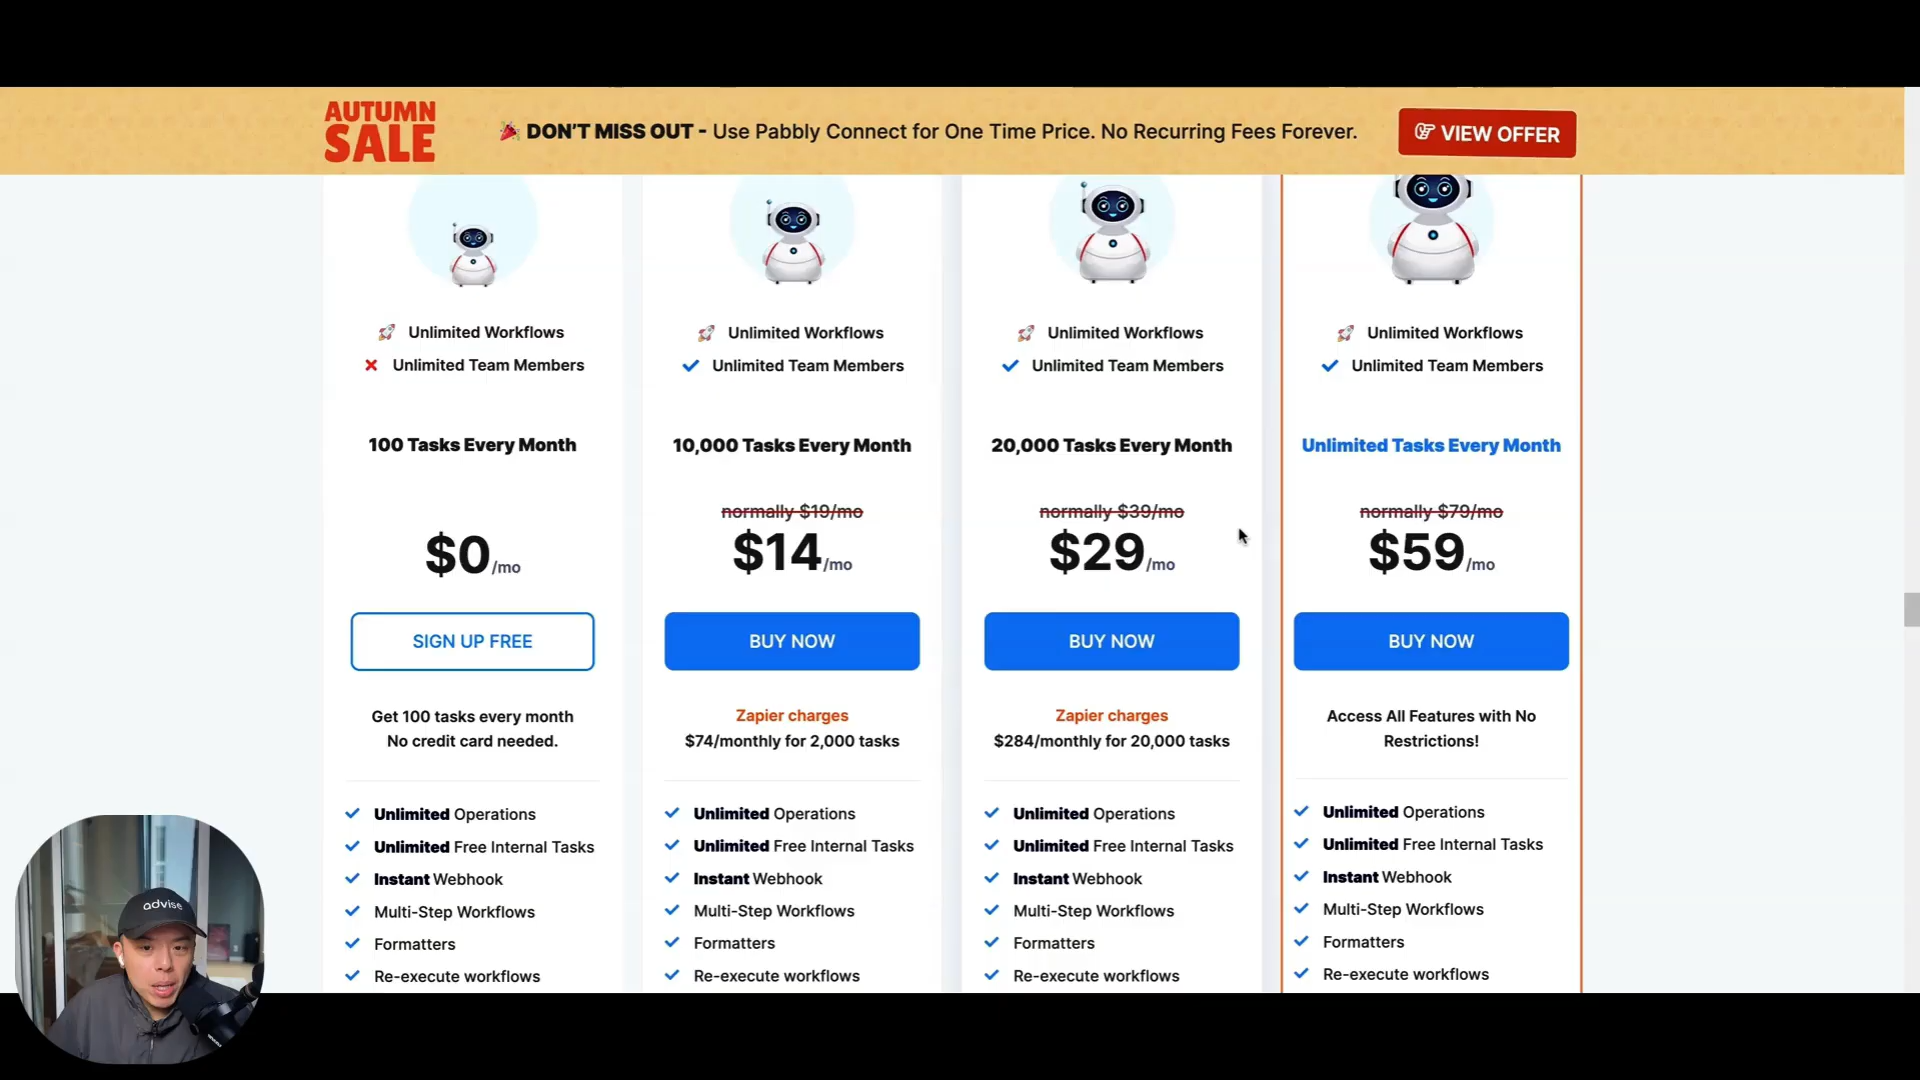 AUTUMN
SALE
DON'T MISS OUT - Use Pabbly Connect for One Time Price. No Recurring Fees Forever.
VIEW OFFER
Unlimited Workflows
Unlimited Team Members
100 Tasks Every Month
$0/mo
SIGN UP FREE
Get 100 tasks every month
No credit card needed.
Unlimited Operations
Unlimited Free Internal Tasks
Instant Webhook
Multi-Step Workflows
Formatters
Re-execute workflows
Unlimited Workflows
Unlimited Team Members
10,000 Tasks Every Month
normally $19/mo
$14/mo
BUY NOW
Zapier charges
$74/monthly for 2,000 tasks
Unlimited Operations
Unlimited Free Internal Tasks
Instant Webhook
Multi-Step Workflows
Formatters
Re-execute workflows
Unlimited Workflows
Unlimited Team Members
20,000 Tasks Every Month
normally $39/mo
$29/mo
BUY NOW
Zapier charges
$284/monthly for 20,000 tasks
Unlimited Operations
Unlimited Free Internal Tasks
Instant Webhook
Multi-Step Workflows
Formatters
Re-execute workflows
Unlimited Workflows
Unlimited Team Members
Unlimited Tasks Every Month
normally $79/mo
$59/mo
BUY NOW
Access All Features with No
Restrictions!
Unlimited Operations
Unlimited Free Internal Tasks
Instant Webhook
Multi-Step Workflows
Formatters
Re-execute workflows
advise